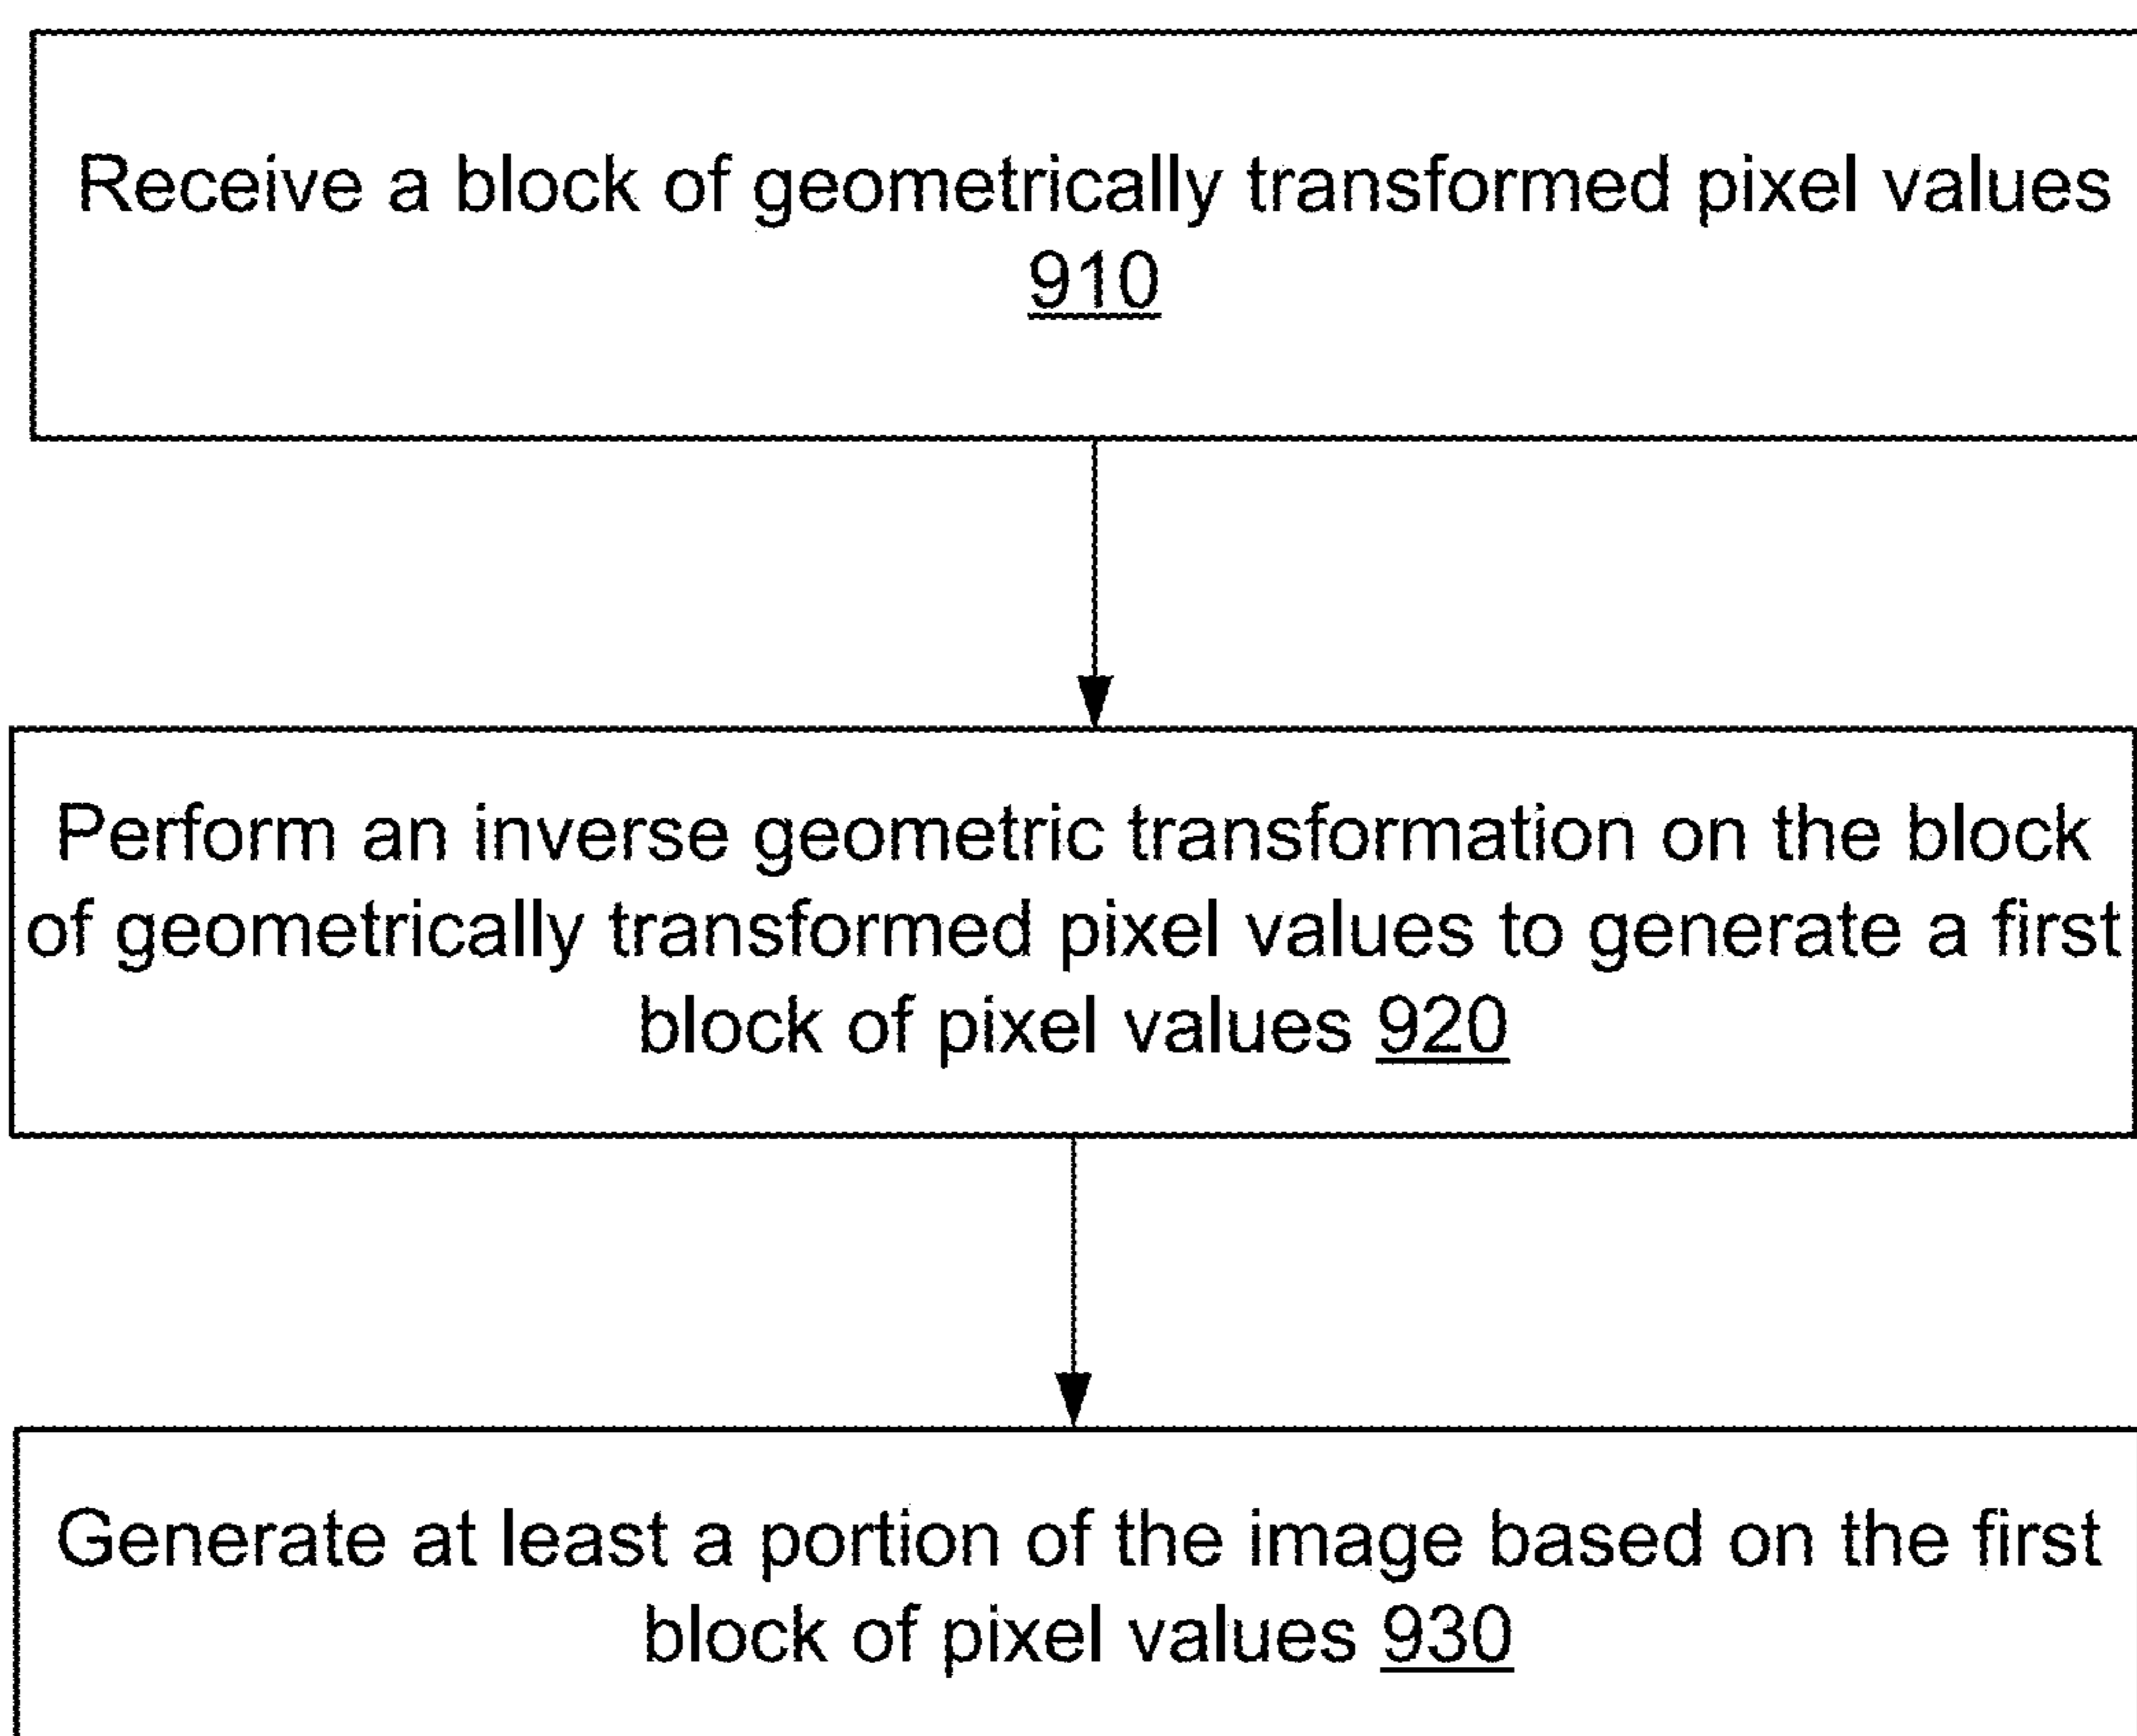 Receive a block of geometrically transformed pixel values
910
Perform an inverse geometric transformation on the block
of geometrically transformed pixel values to generate a first
block of pixel values 920
Generate at least a portion of the image based on the first
block of pixel values 930